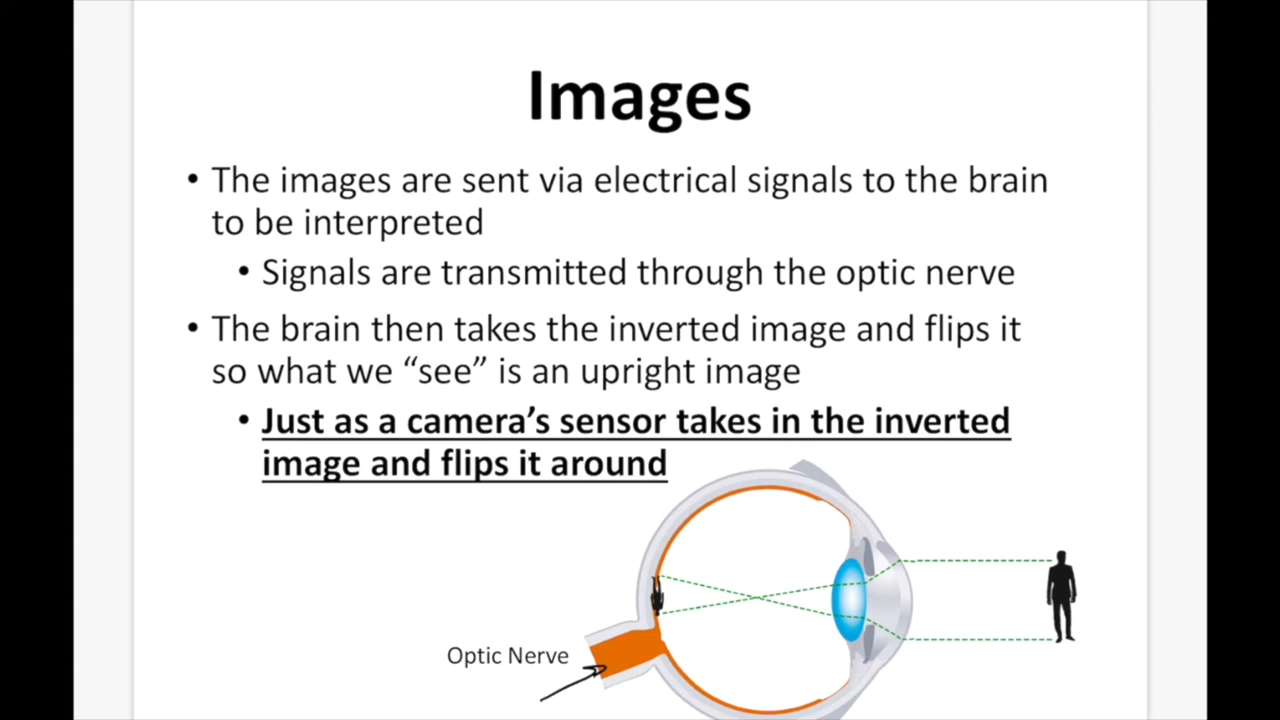 Images
• The images are sent via electrical signals to the brain
to be interpreted
• Signals are transmitted through the optic nerve
• The brain then takes the inverted image and flips it
so what we “see” is an upright image
• Just as a camera’s sensor takes in the inverted
image and flips it around
Optic Nerve